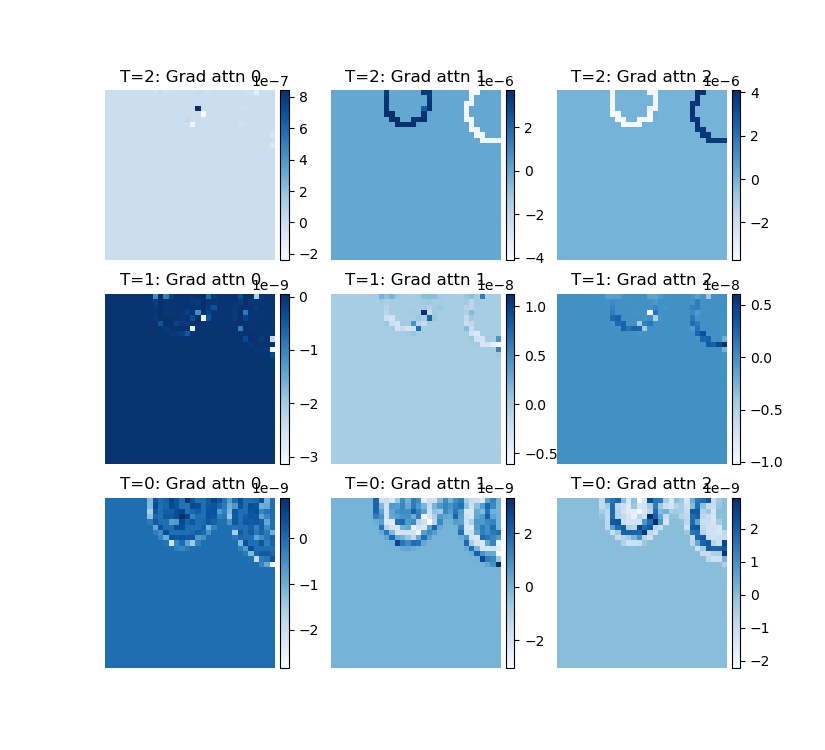 T=2: Grad attn 0
1e−7
8
6
4
2
0
−2
T=2: Grad attn 1
1e−6
2
0
−2
−4
T=2: Grad attn 2
1e−6
4
2
0
−2
T=1: Grad attn 0
1e−9
0
−1
−2
−3
T=1: Grad attn 1
1e−8
1.0
0.5
0.0
−0.5
T=1: Grad attn 2
1e−8
0.5
0.0
−0.5
−1.0
T=0: Grad attn 0
1e−9
0
−1
−2
T=0: Grad attn 1
1e−9
2
0
−2
T=0: Grad attn 2
1e−9
2
1
0
−1
−2